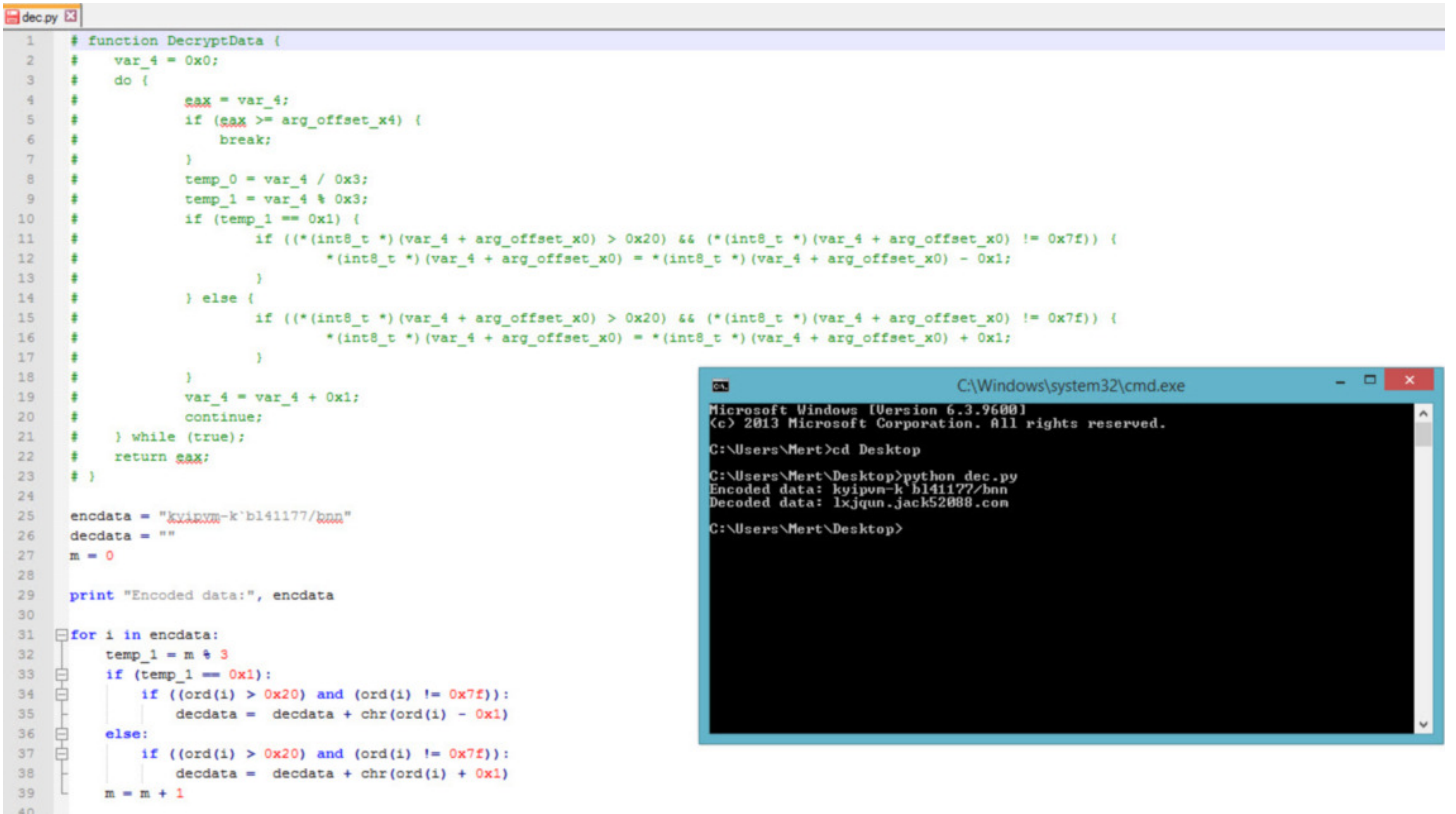 dec.py
1 # function DecryptData {
2 # var_4 = 0x0;
3 # do {
4 # eax = var_4;
5 # if (eax >= arg_offset_x4) {
6 # break;
7 # }
8 # temp_0 = var_4 / 0x3;
9 # temp_1 = var_4 % 0x3;
10 # if (temp_1 == 0x1) {
11 # if ((*(int8_t *)(var_4 + arg_offset_x0) > 0x20) && (*(int8_t *)(var_4 + arg_offset_x0) != 0x7f)) {
12 # *(int8_t *)(var_4 + arg_offset_x0) = *(int8_t *)(var_4 + arg_offset_x0) - 0x1;
13 # }
14 # } else {
15 # if ((*(int8_t *)(var_4 + arg_offset_x0) > 0x20) && (*(int8_t *)(var_4 + arg_offset_x0) != 0x7f)) {
16 # *(int8_t *)(var_4 + arg_offset_x0) = *(int8_t *)(var_4 + arg_offset_x0) + 0x1;
17 # }
18 # }
19 # var_4 = var_4 + 0x1;
20 # continue;
21 # } while (true);
22 # return eax;
23 # }
24
25 encdata = "kyipvm-k`bl41177/bnn"
26 decdata = ""
27 m = 0
28
29 print "Encoded data:", encdata
30
31 for i in encdata:
32 temp_1 = m % 3
33 if (temp_1 == 0x1):
34 if ((ord(i) > 0x20) and (ord(i) != 0x7f)):
35 decdata = decdata + chr(ord(i) - 0x1)
36 else:
37 if ((ord(i) > 0x20) and (ord(i) != 0x7f)):
38 decdata = decdata + chr(ord(i) + 0x1)
39 m = m + 1
40
C:\Windows\system32\cmd.exe
Microsoft Windows [Version 6.3.9600]
(c) 2013 Microsoft Corporation. All rights reserved.
C:\Users\Mert>cd Desktop
C:\Users\Mert\Desktop>python dec.py
Encoded data: kyipvm-k`bl41177/bnn
Decoded data: lxjqun.jack52088.com
C:\Users\Mert\Desktop>